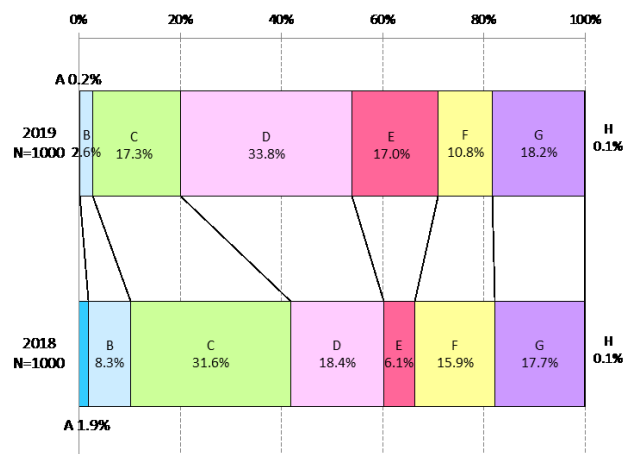 0% 20% 40% 60% 80% 100%
A 0.2%
2019
N=1000
B
2.6%
C
17.3%
D
33.8%
E
17.0%
F
10.8%
G
18.2%
H
0.1%
2018
N=1000
B
8.3%
C
31.6%
D
18.4%
E
6.1%
F
15.9%
G
17.7%
H
0.1%
A 1.9%